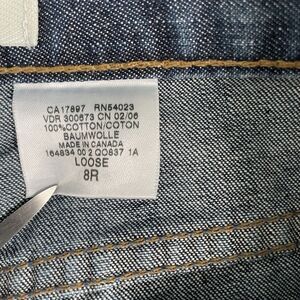 CA17897 RN54023
VDR 300673 CN 02/06
100%COTTON/COTON
BAUMWOLLE
MADE IN CANADA
164834 00 2 QO837 1A
LOOSE
8R